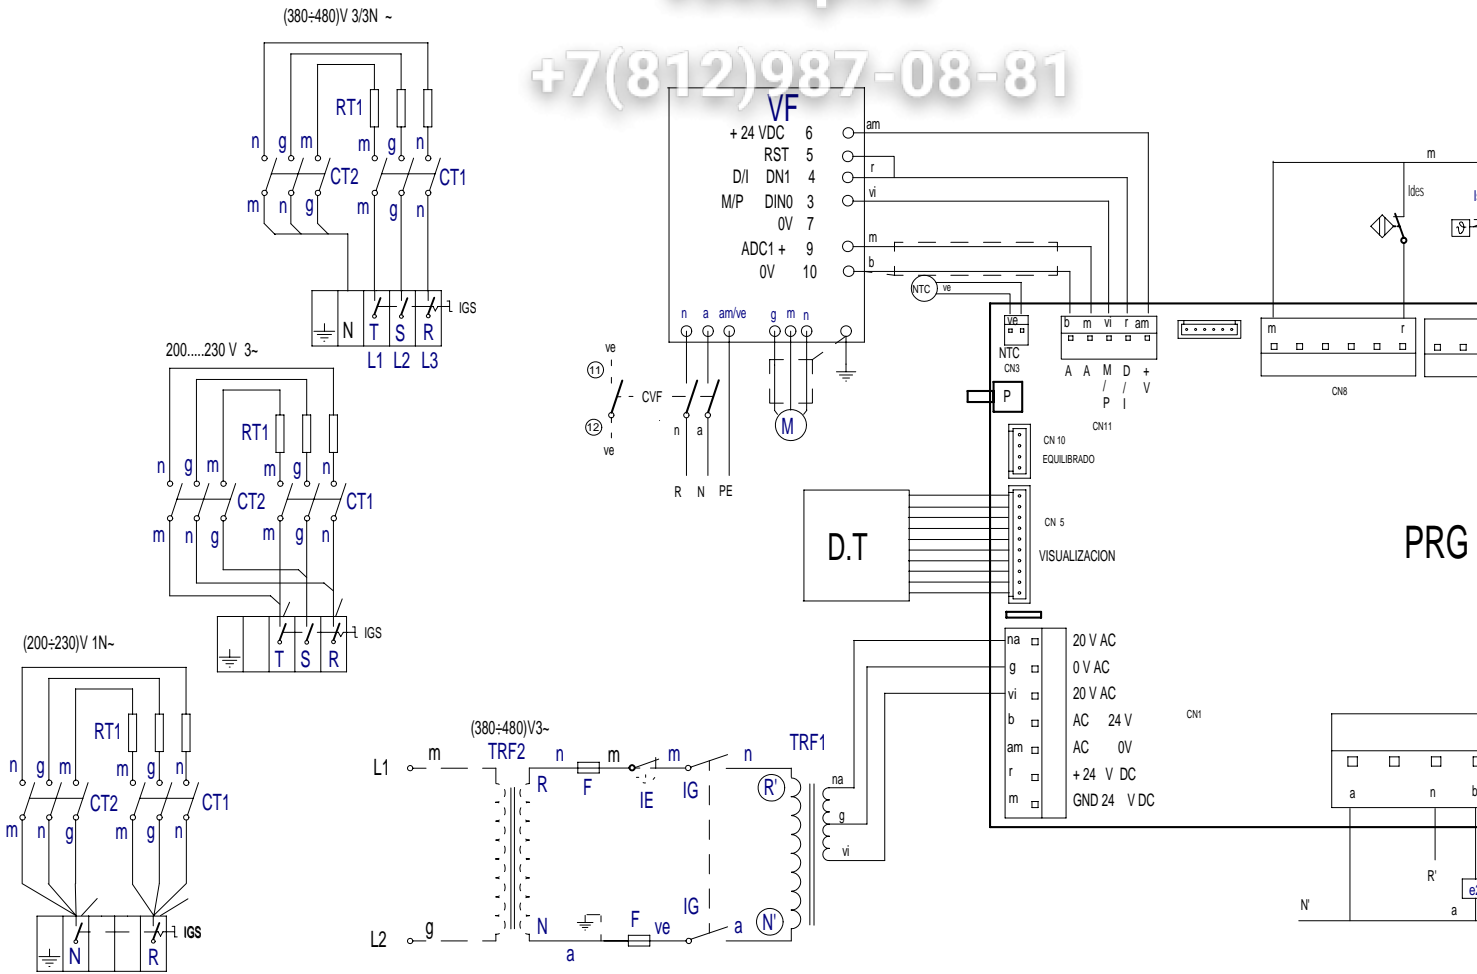 +7(812)987-08-81
(380÷480)V 3/3N ~
RT1
n g m m g n
CT2 CT1
m n g m g n
N T S R IGS
L1 L2 L3
200.....230 V 3~
RT1
n g m m g n
CT2 CT1
m n g m g n
T S R IGS
(200÷230)V 1N~
RT1
n g m m g n
CT2 CT1
m n g m g n
N R IGS
VF
+ 24 VDC 6 am
RST 5
D/I DN1 4 r
M/P DIN0 3 vi
0V 7
ADC1 + 9 m
0V 10 b
n a am/ve g m n
ve
11
CVF
12
ve
n a
R N PE
M
NTC ve
ve
NTC
CN3
P
b m vi r am
A A M/P D/I +V
CN11
CN 10
EQUILIBRADO
D.T
CN 5
VISUALIZACION
PRG
m
Ides
m r
CN8
na 20 V AC
g 0 V AC
vi 20 V AC
b AC 24 V
am AC 0V
r + 24 V DC
m GND 24 V DC
CN1
a n b
R'
N'
a
(380÷480)V3~
L1 m TRF2 n m m n TRF1
R F IE IG R'
na
g
vi
L2 g N a F ve IG a N'